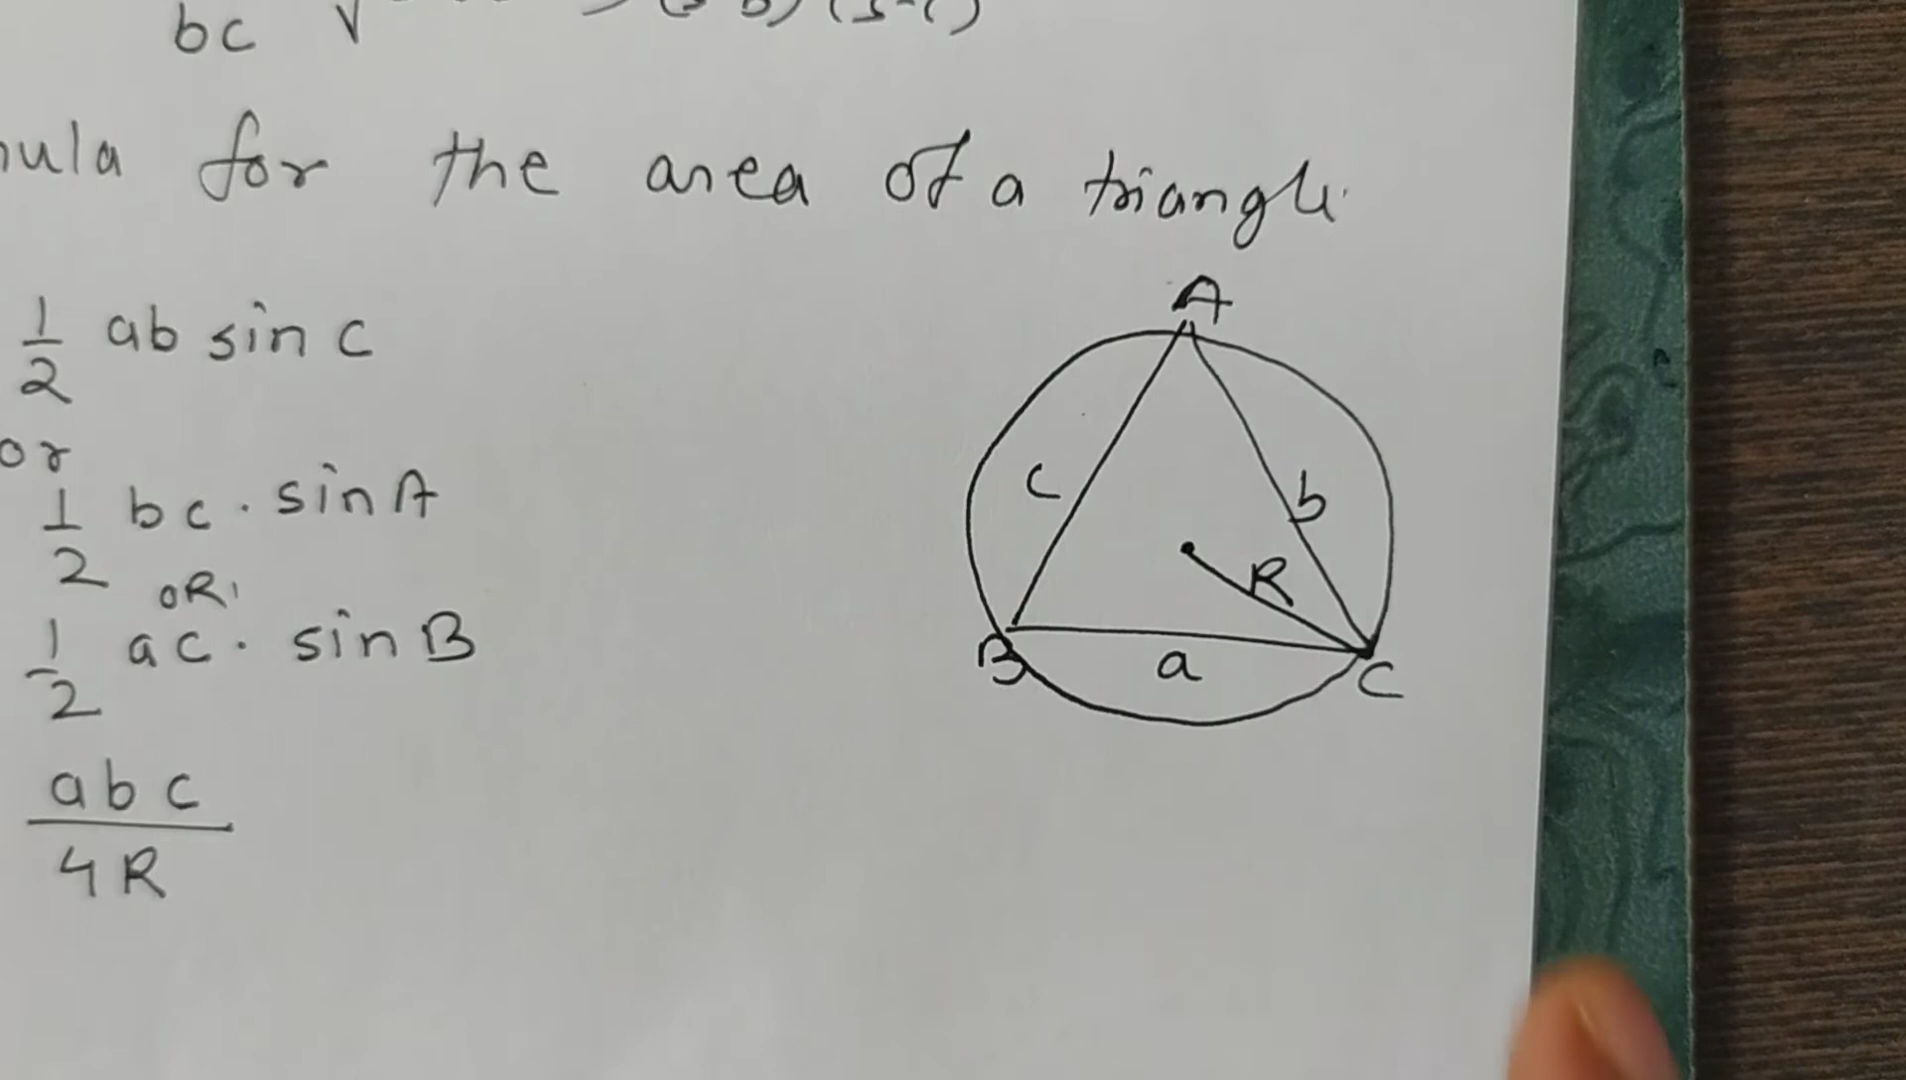 bc √ (s-b) (s-c)
for the area of a triangle
1/2 ab sin C
or
1/2 bc . sin A
OR
1/2 ac . sin B
abc
4R
A
c
b
R
B
a
C